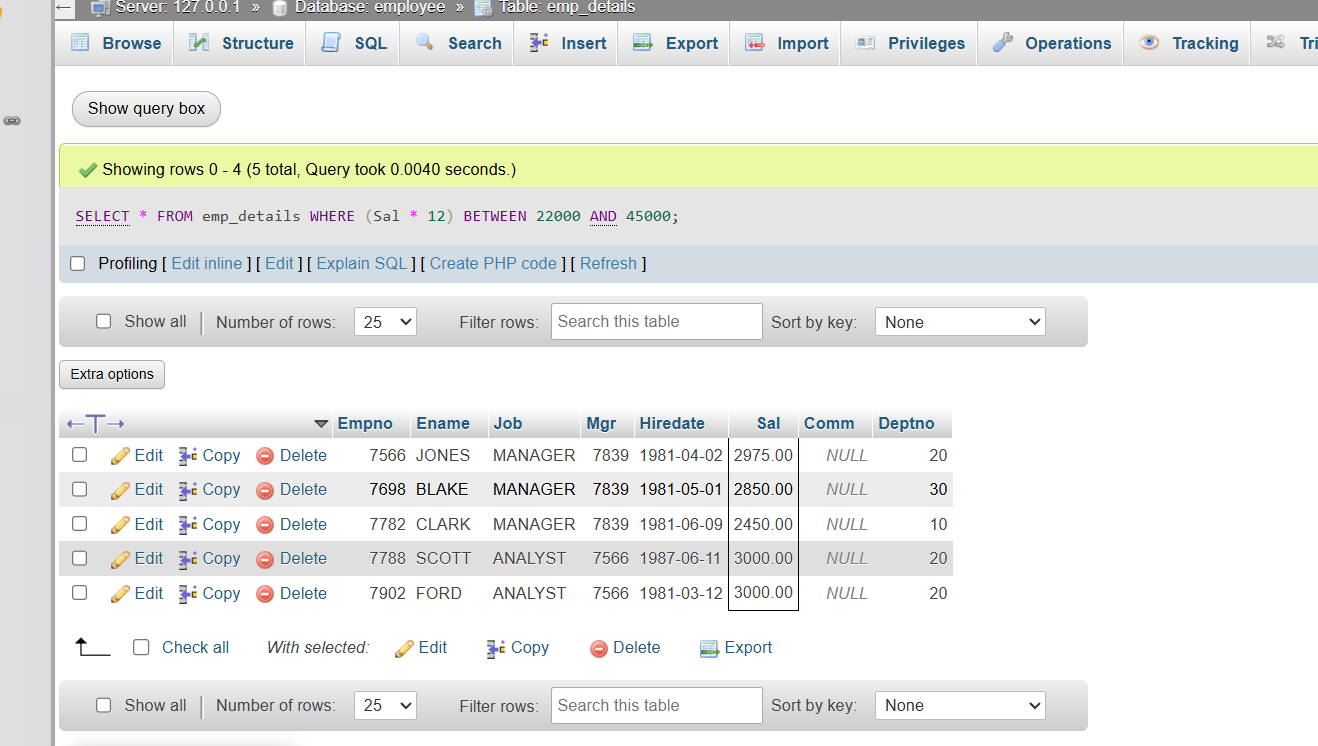 Server: 127.0.0.1 » Database: employee » Table: emp_details
Browse Structure SQL Search Insert Export Import Privileges Operations Tracking
Show query box
Showing rows 0 - 4 (5 total, Query took 0.0040 seconds.)
SELECT * FROM emp_details WHERE (Sal * 12) BETWEEN 22000 AND 45000;
Profiling [ Edit inline ] [ Edit ] [ Explain SQL ] [ Create PHP code ] [ Refresh ]
Show all | Number of rows: 25 Filter rows: Search this table Sort by key: None
Extra options
←T→ Empno Ename Job Mgr Hiredate Sal Comm Deptno
Edit Copy Delete 7566 JONES MANAGER 7839 1981-04-02 2975.00 NULL 20
Edit Copy Delete 7698 BLAKE MANAGER 7839 1981-05-01 2850.00 NULL 30
Edit Copy Delete 7782 CLARK MANAGER 7839 1981-06-09 2450.00 NULL 10
Edit Copy Delete 7788 SCOTT ANALYST 7566 1987-06-11 3000.00 NULL 20
Edit Copy Delete 7902 FORD ANALYST 7566 1981-03-12 3000.00 NULL 20
Check all With selected: Edit Copy Delete Export
Show all | Number of rows: 25 Filter rows: Search this table Sort by key: None